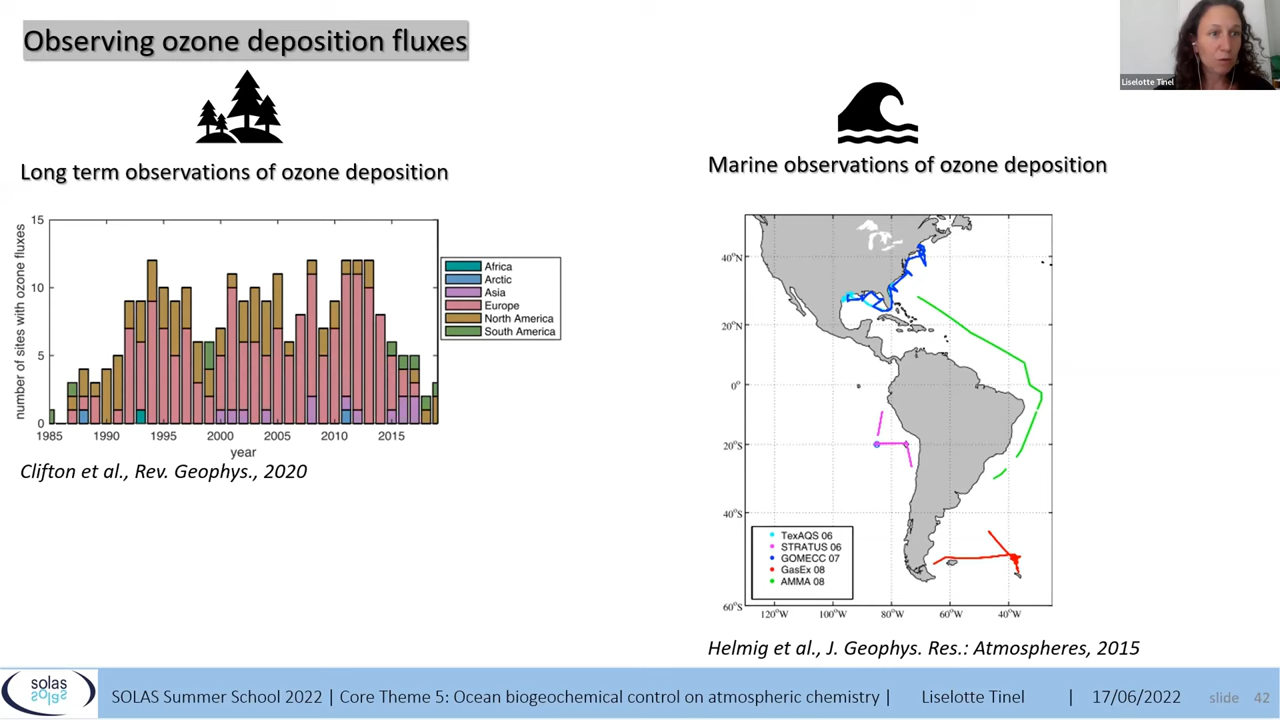 Observing ozone deposition fluxes
Liselotte Tinel
Long term observations of ozone deposition
15
10
5
0
number of sites with ozone fluxes
1985
1990
1995
2000
2005
2010
2015
year
Africa
Arctic
Asia
Europe
North America
South America
Clifton et al., Rev. Geophys., 2020
Marine observations of ozone deposition
40°N
20°N
0°
20°S
40°S
60°S
120°W
100°W
80°W
60°W
40°W
TexAQS 06
STRATUS 06
GOMECC 07
GasEx 08
AMMA 08
Helmig et al., J. Geophys. Res.: Atmospheres, 2015
solas
solas
SOLAS Summer School 2022 | Core Theme 5: Ocean biogeochemical control on atmospheric chemistry | Liselotte Tinel | 17/06/2022 slide 42